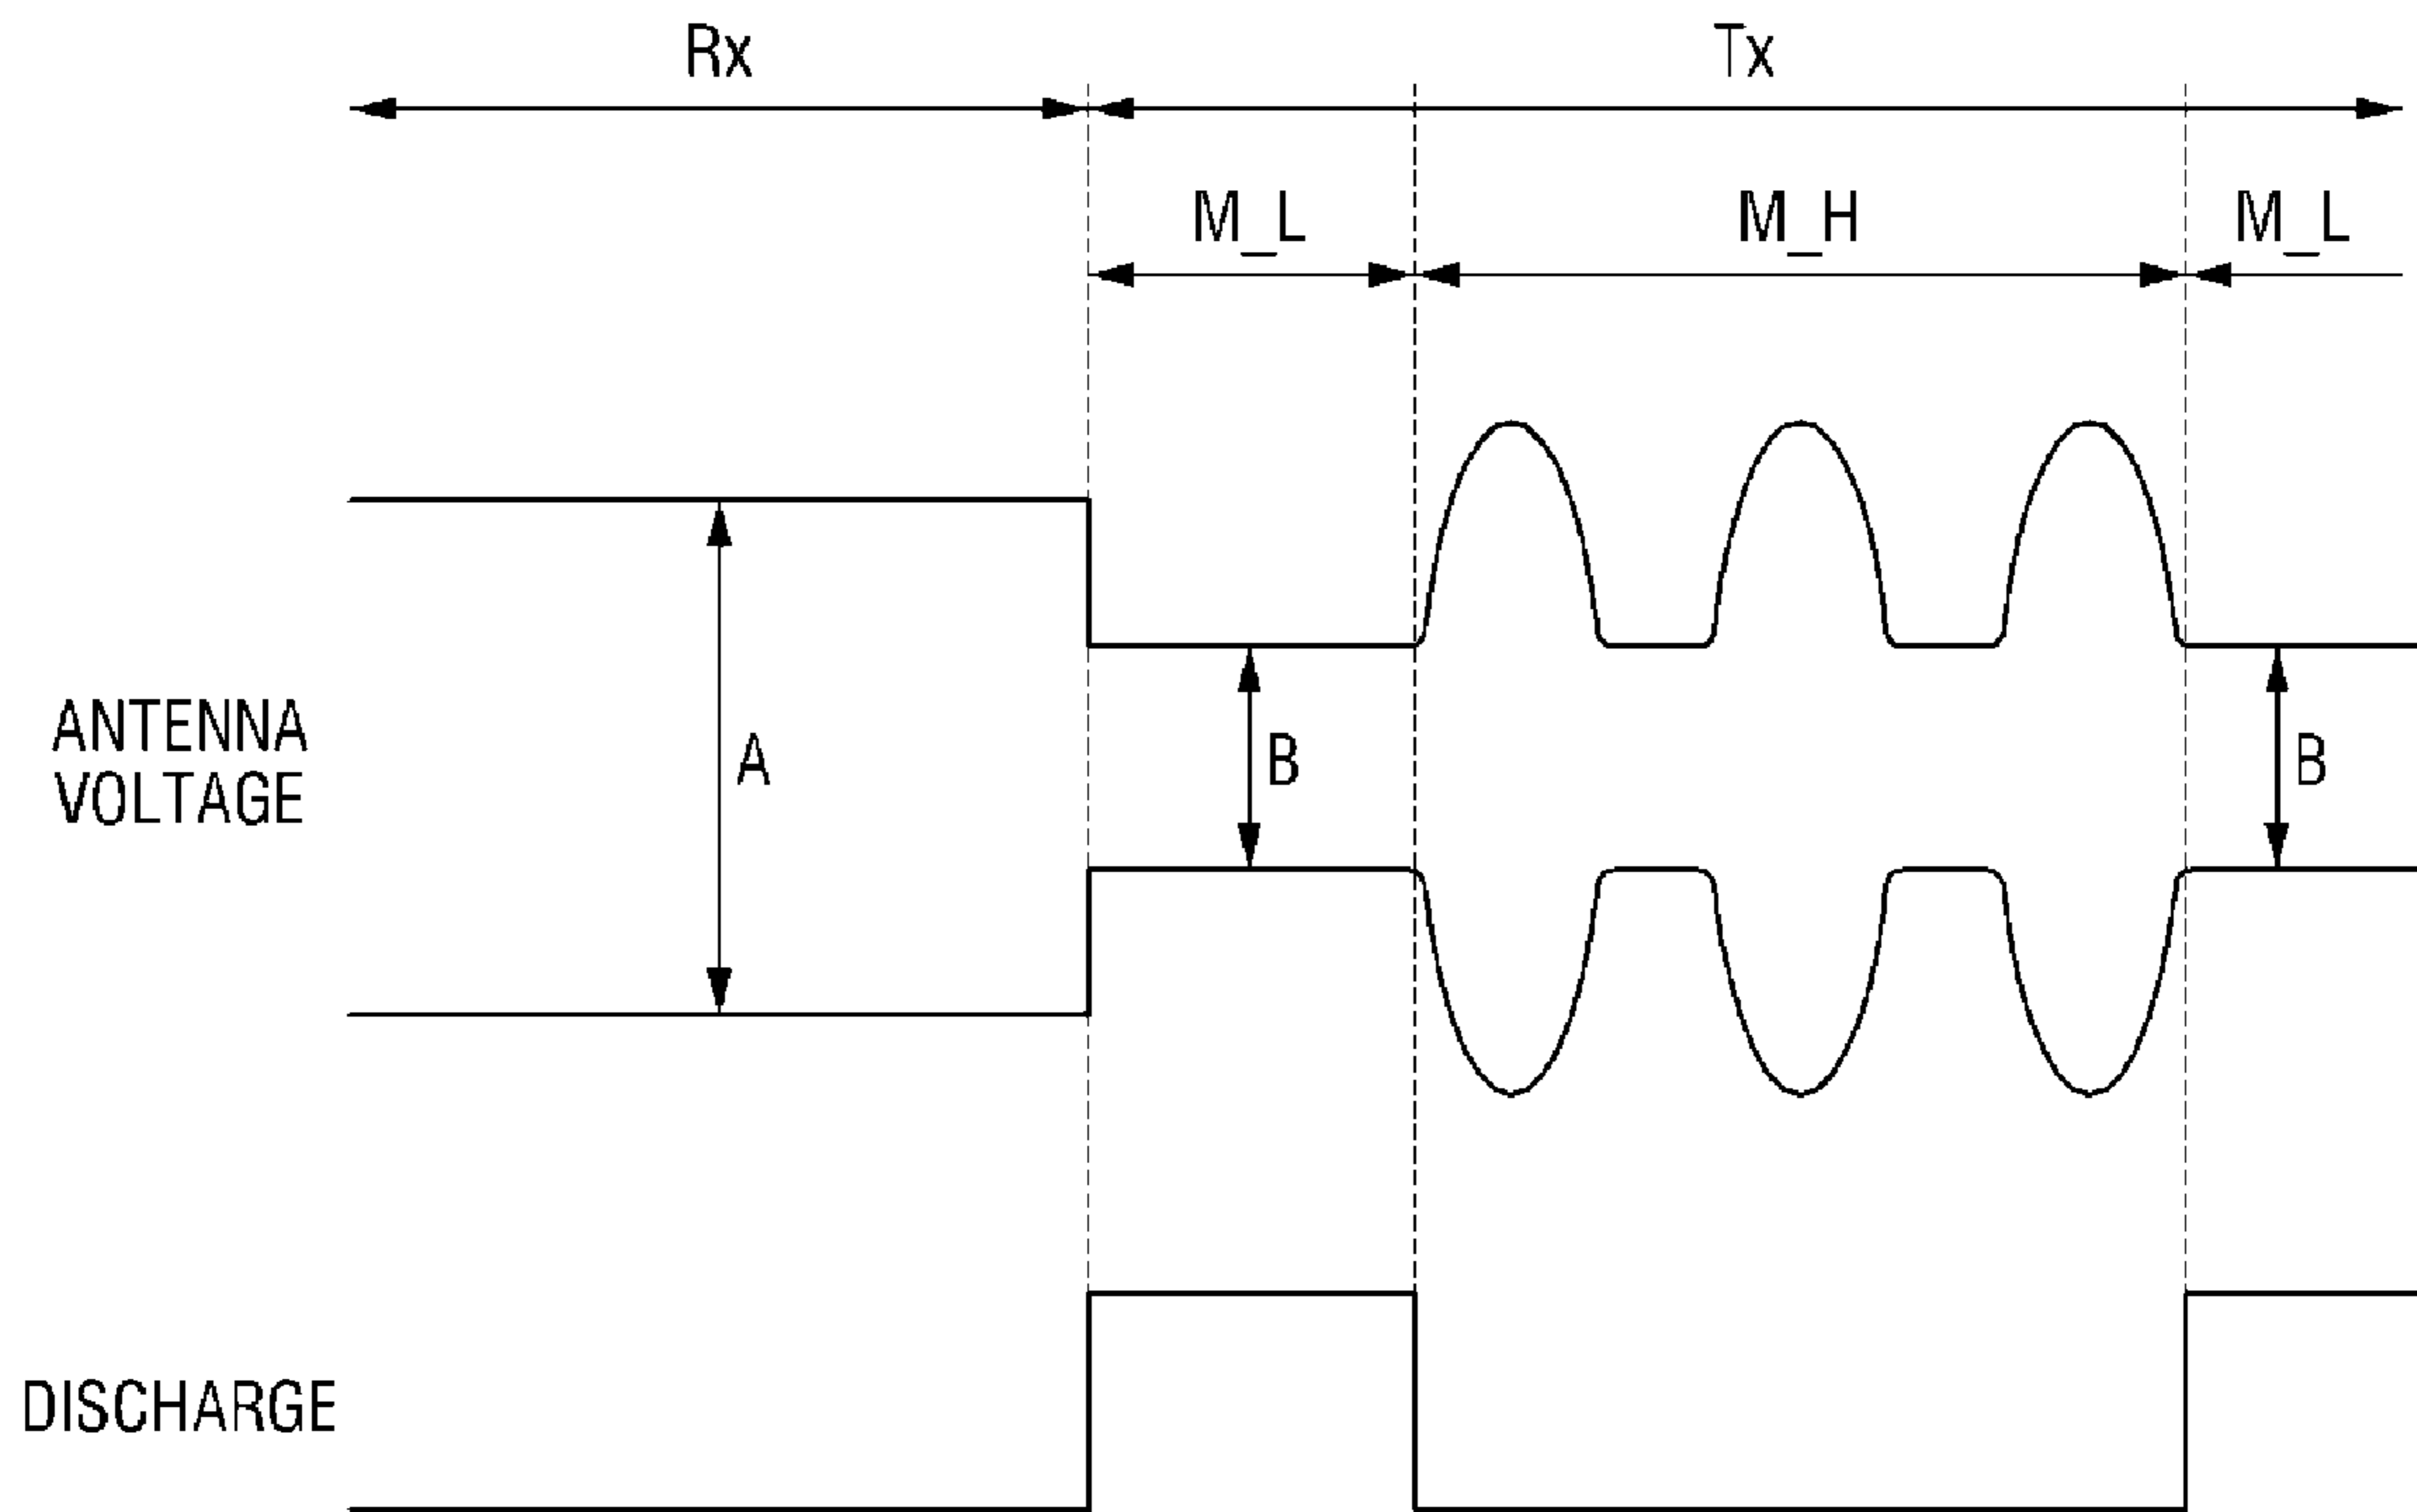 Rx Tx
M_L M_H M_L
ANTENNA
VOLTAGE
A B B
DISCHARGE